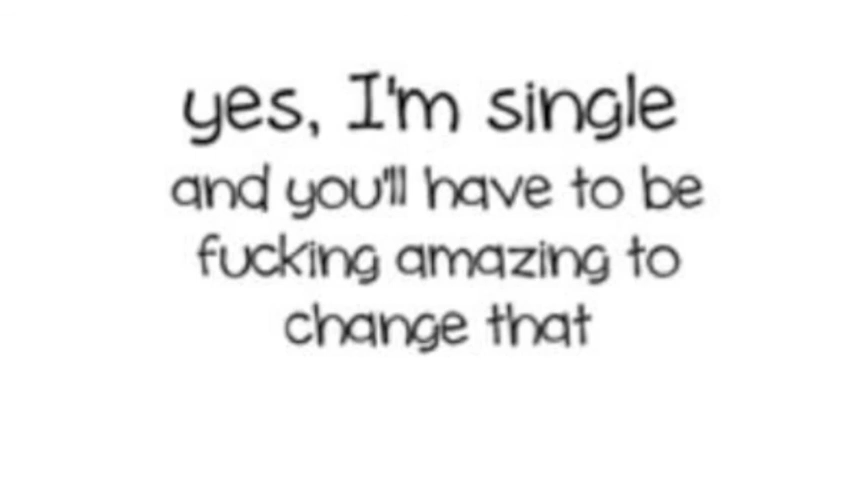 yes, I'm single
and you'll have to be
fucking amazing to
change that